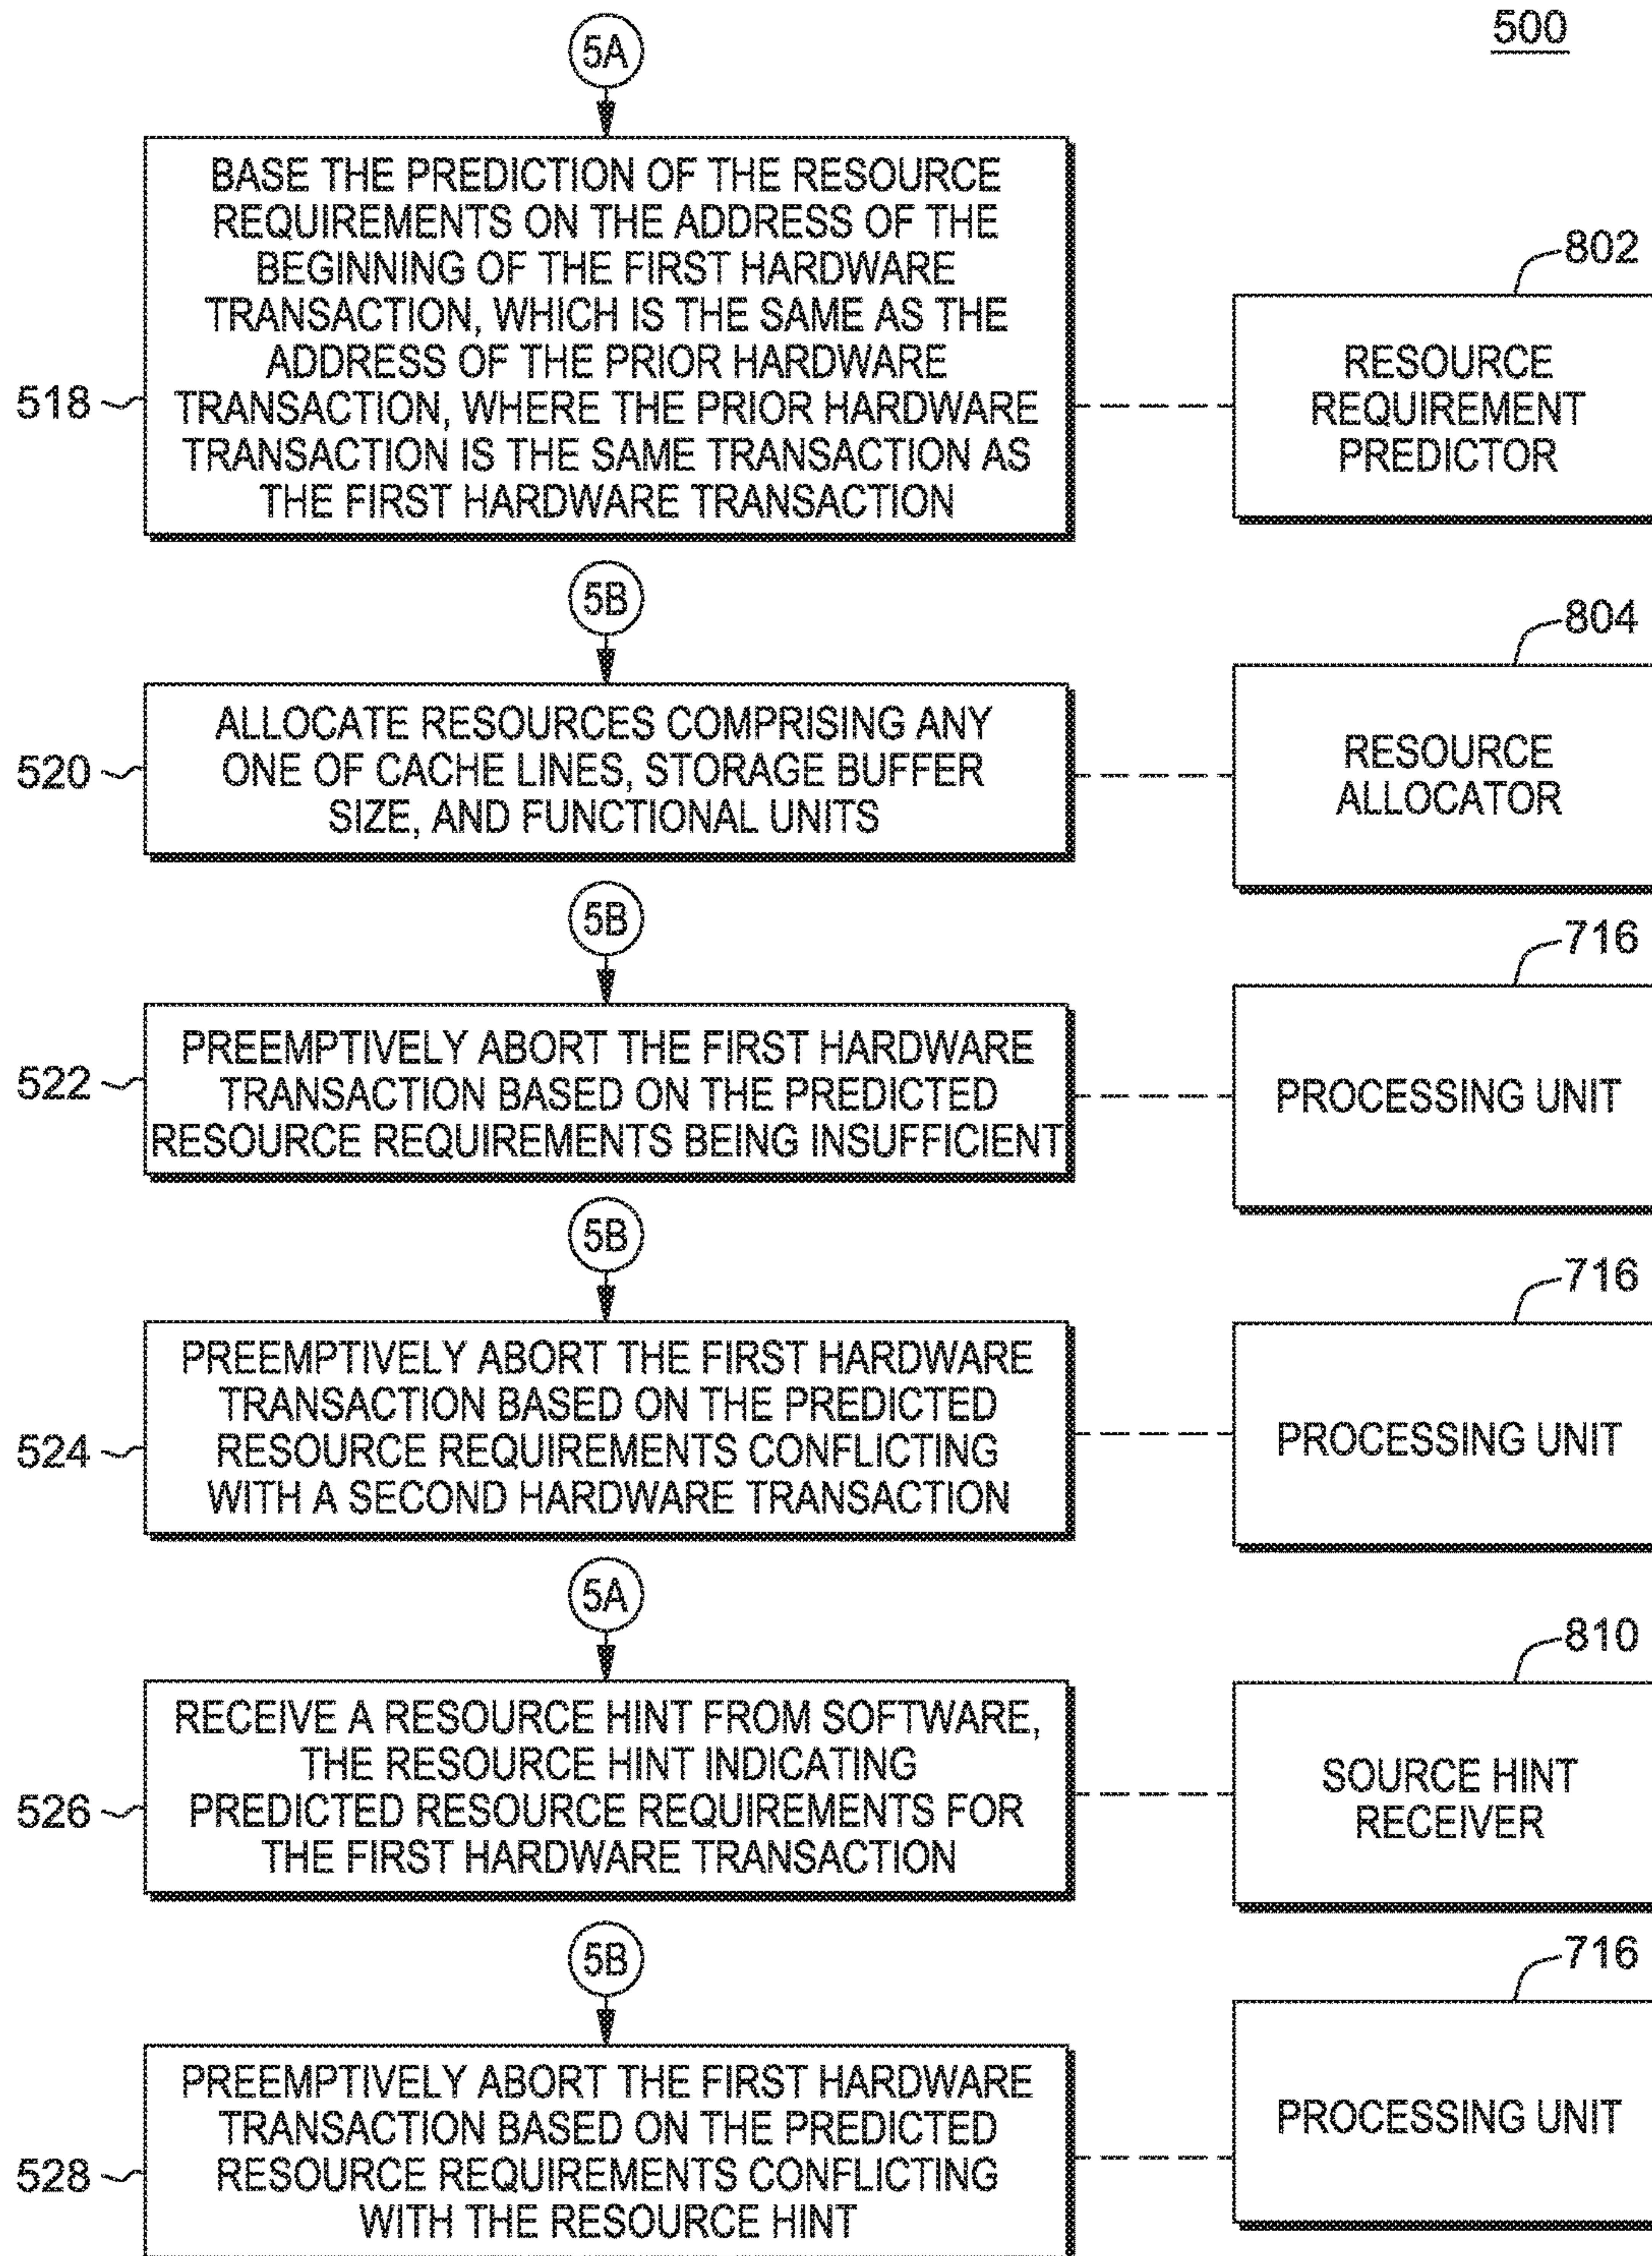 500
5A
BASE THE PREDICTION OF THE RESOURCE
REQUIREMENTS ON THE ADDRESS OF THE
BEGINNING OF THE FIRST HARDWARE
TRANSACTION, WHICH IS THE SAME AS THE
ADDRESS OF THE PRIOR HARDWARE
TRANSACTION, WHERE THE PRIOR HARDWARE
TRANSACTION IS THE SAME TRANSACTION AS
THE FIRST HARDWARE TRANSACTION
518
802
RESOURCE
REQUIREMENT
PREDICTOR
5B
ALLOCATE RESOURCES COMPRISING ANY
ONE OF CACHE LINES, STORAGE BUFFER
SIZE, AND FUNCTIONAL UNITS
520
804
RESOURCE
ALLOCATOR
5B
PREEMPTIVELY ABORT THE FIRST HARDWARE
TRANSACTION BASED ON THE PREDICTED
RESOURCE REQUIREMENTS BEING INSUFFICIENT
522
716
PROCESSING UNIT
5B
PREEMPTIVELY ABORT THE FIRST HARDWARE
TRANSACTION BASED ON THE PREDICTED
RESOURCE REQUIREMENTS CONFLICTING
WITH A SECOND HARDWARE TRANSACTION
524
716
PROCESSING UNIT
5A
RECEIVE A RESOURCE HINT FROM SOFTWARE,
THE RESOURCE HINT INDICATING
PREDICTED RESOURCE REQUIREMENTS FOR
THE FIRST HARDWARE TRANSACTION
526
810
SOURCE HINT
RECEIVER
5B
PREEMPTIVELY ABORT THE FIRST HARDWARE
TRANSACTION BASED ON THE PREDICTED
RESOURCE REQUIREMENTS CONFLICTING
WITH THE RESOURCE HINT
528
716
PROCESSING UNIT